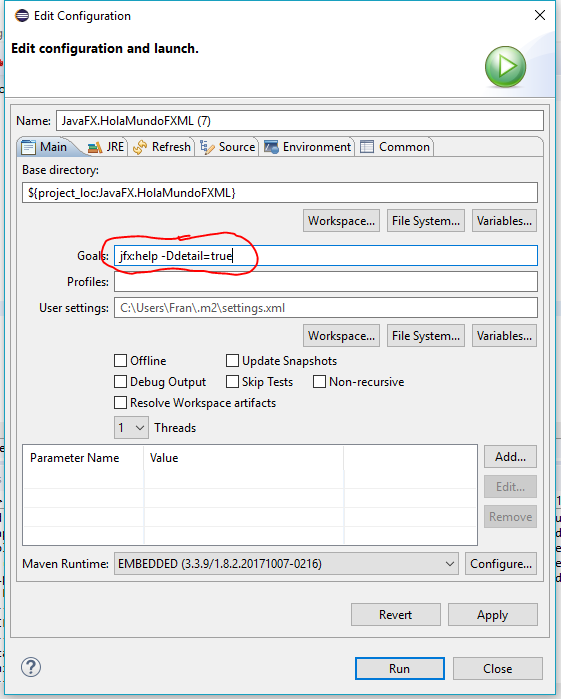 Edit Configuration
Edit configuration and launch.
Name: JavaFX.HolaMundoFXML (7)
Main JRE Refresh Source Environment Common
Base directory:
${project_loc:JavaFX.HolaMundoFXML}
Workspace... File System... Variables...
Goals: jfx:help -Ddetail=true
Profiles:
User settings: C:\Users\Fran\.m2\settings.xml
Workspace... File System... Variables...
Offline Update Snapshots
Debug Output Skip Tests Non-recursive
Resolve Workspace artifacts
1 Threads
Parameter Name Value Add...
Edit...
Remove
Maven Runtime: EMBEDDED (3.3.9/1.8.2.20171007-0216) Configure...
Revert Apply
? Run Close